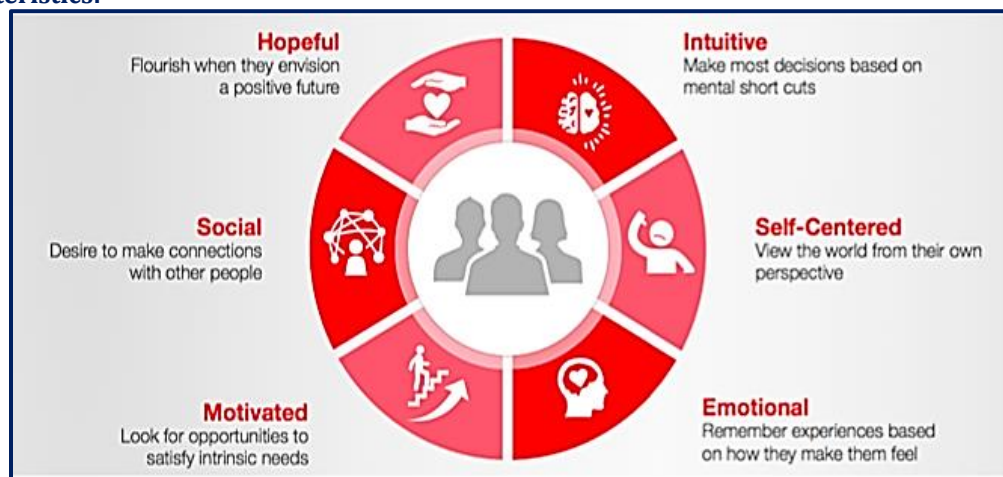 teristics.
Hopeful
Flourish when they envision
a positive future
Intuitive
Make most decisions based on
mental short cuts
Social
Desire to make connections
with other people
Self-Centered
View the world from their own
perspective
Motivated
Look for opportunities to
satisfy intrinsic needs
Emotional
Remember experiences based
on how they make them feel